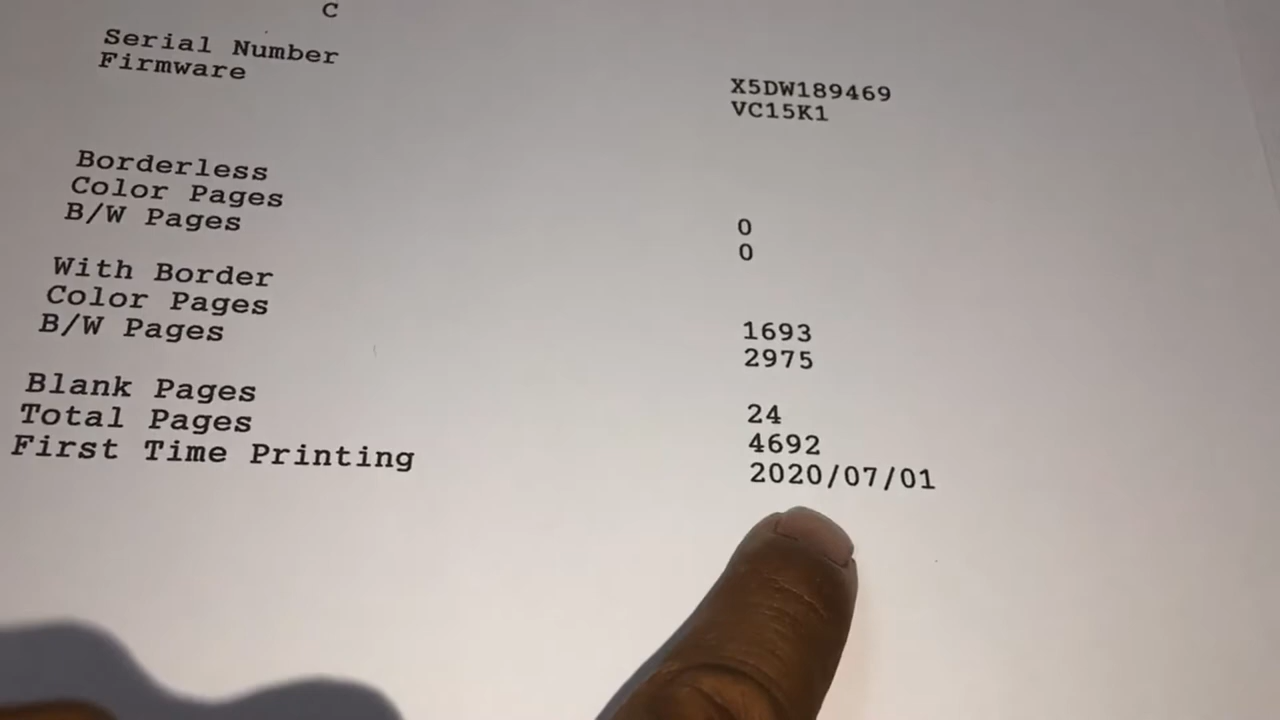 C
Serial Number X5DW189469
Firmware VC15K1
Borderless
Color Pages 0
B/W Pages 0
With Border
Color Pages 1693
B/W Pages 2975
Blank Pages 24
Total Pages 4692
First Time Printing 2020/07/01